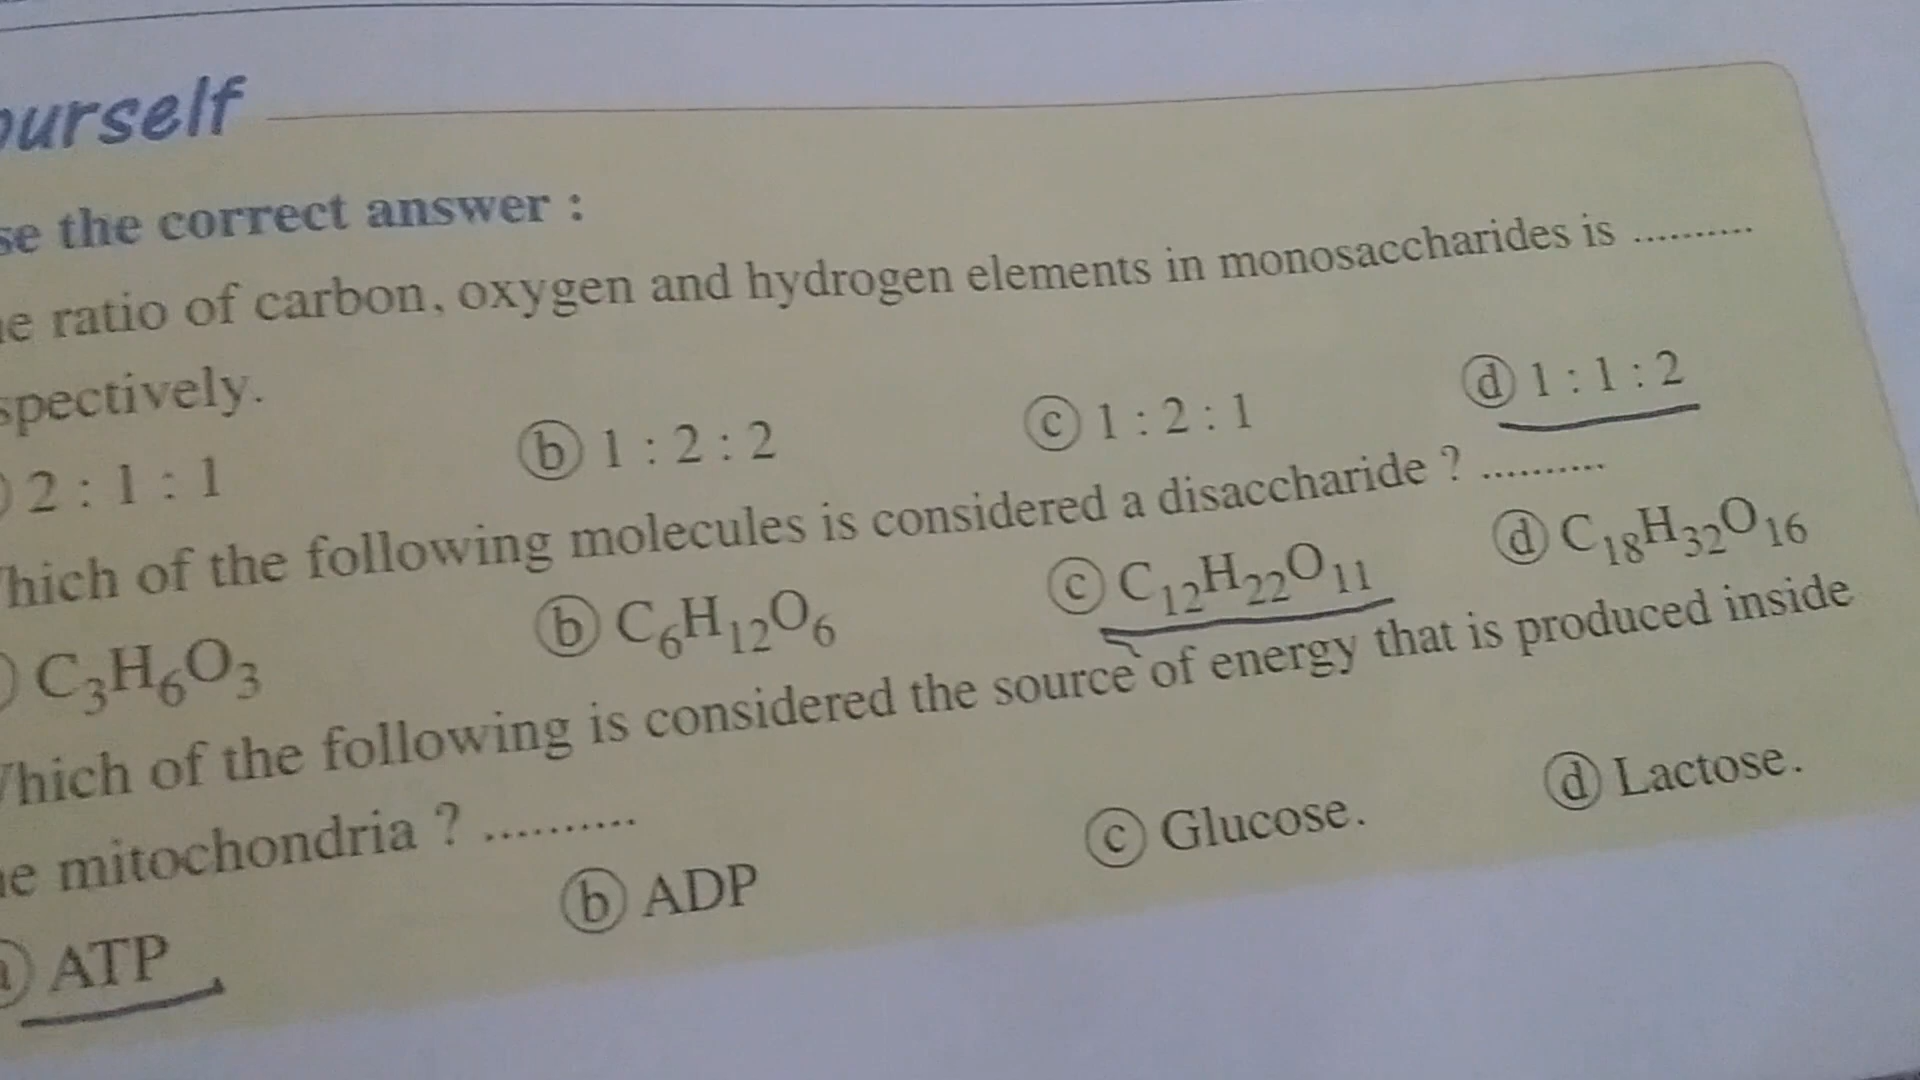 ourself
se the correct answer :
e ratio of carbon, oxygen and hydrogen elements in monosaccharides is ..........
spectively.
2 : 1 : 1 ⓑ 1 : 2 : 2 ⓒ 1 : 2 : 1 ⓓ 1 : 1 : 2
hich of the following molecules is considered a disaccharide ? ..........
C₃H₆O₃ ⓑ C₆H₁₂O₆ ⓒ C₁₂H₂₂O₁₁ ⓓ C₁₈H₃₂O₁₆
hich of the following is considered the source of energy that is produced inside
e mitochondria ? ..........
ⓐ ATP ⓑ ADP ⓒ Glucose. ⓓ Lactose.